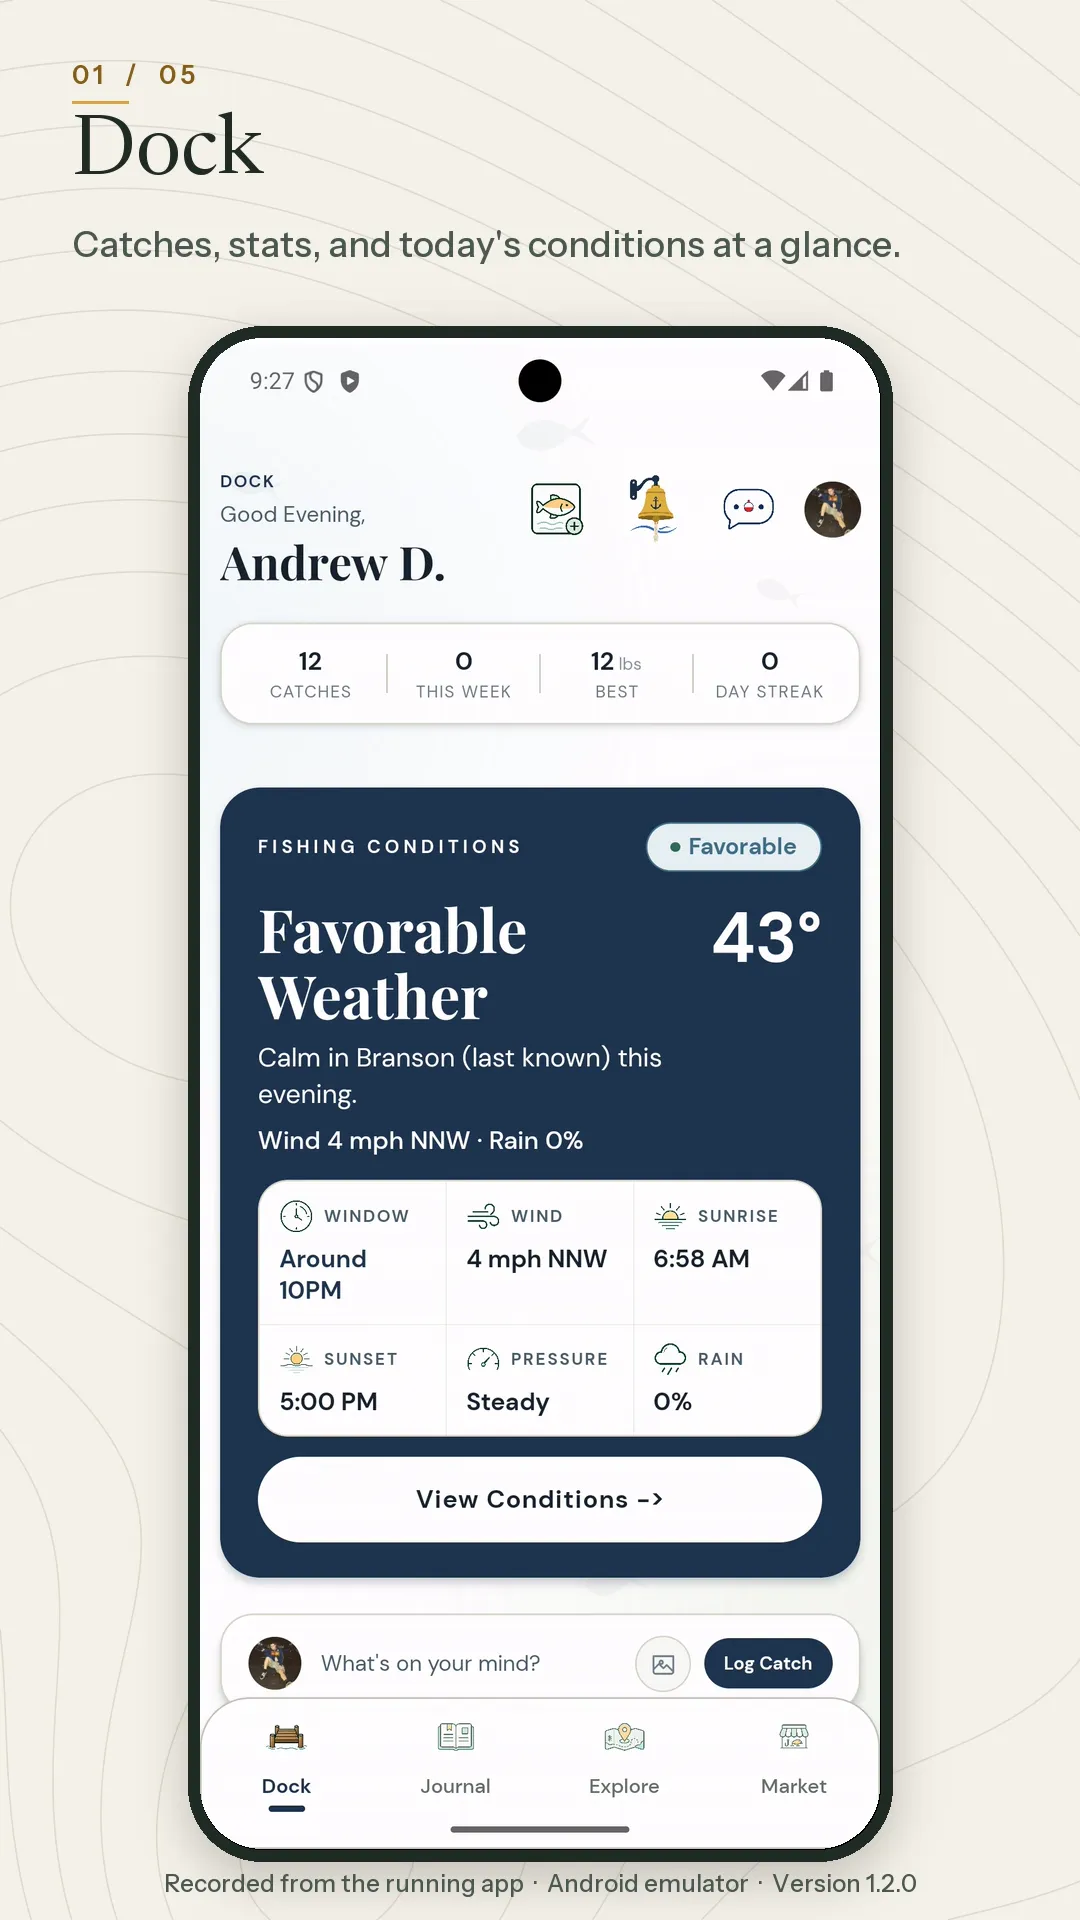 01 / 05
Dock
Catches, stats, and today's conditions at a glance.
9:27
DOCK
Good Evening,
Andrew D.
12
CATCHES
0
THIS WEEK
12 lbs
BEST
0
DAY STREAK
FISHING CONDITIONS
Favorable
Favorable
Weather
43°
Calm in Branson (last known) this
evening.
Wind 4 mph NNW · Rain 0%
WINDOW
Around
10PM
WIND
4 mph NNW
SUNRISE
6:58 AM
SUNSET
5:00 PM
PRESSURE
Steady
RAIN
0%
View Conditions ->
What's on your mind?
Log Catch
Dock
Journal
Explore
Market
Recorded from the running app · Android emulator · Version 1.2.0